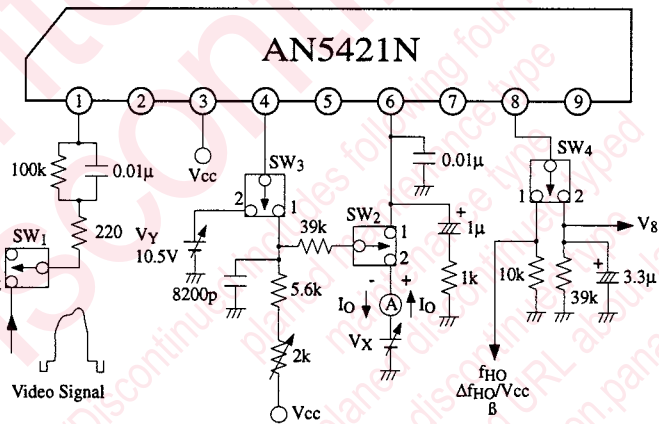 AN5421N
1 2 3 4 5 6 7 8 9
100k
0.01µ
220
SW1
Video Signal
Vcc
SW3
2 1
VY
10.5V
8200p
5.6k
2k
Vcc
39k
SW2
1
2
0.01µ
+
1µ
1k
- +
IO A IO
VX
SW4
1 2
V8
10k
39k
+
3.3µ
fHO
ΔfHO/Vcc
β